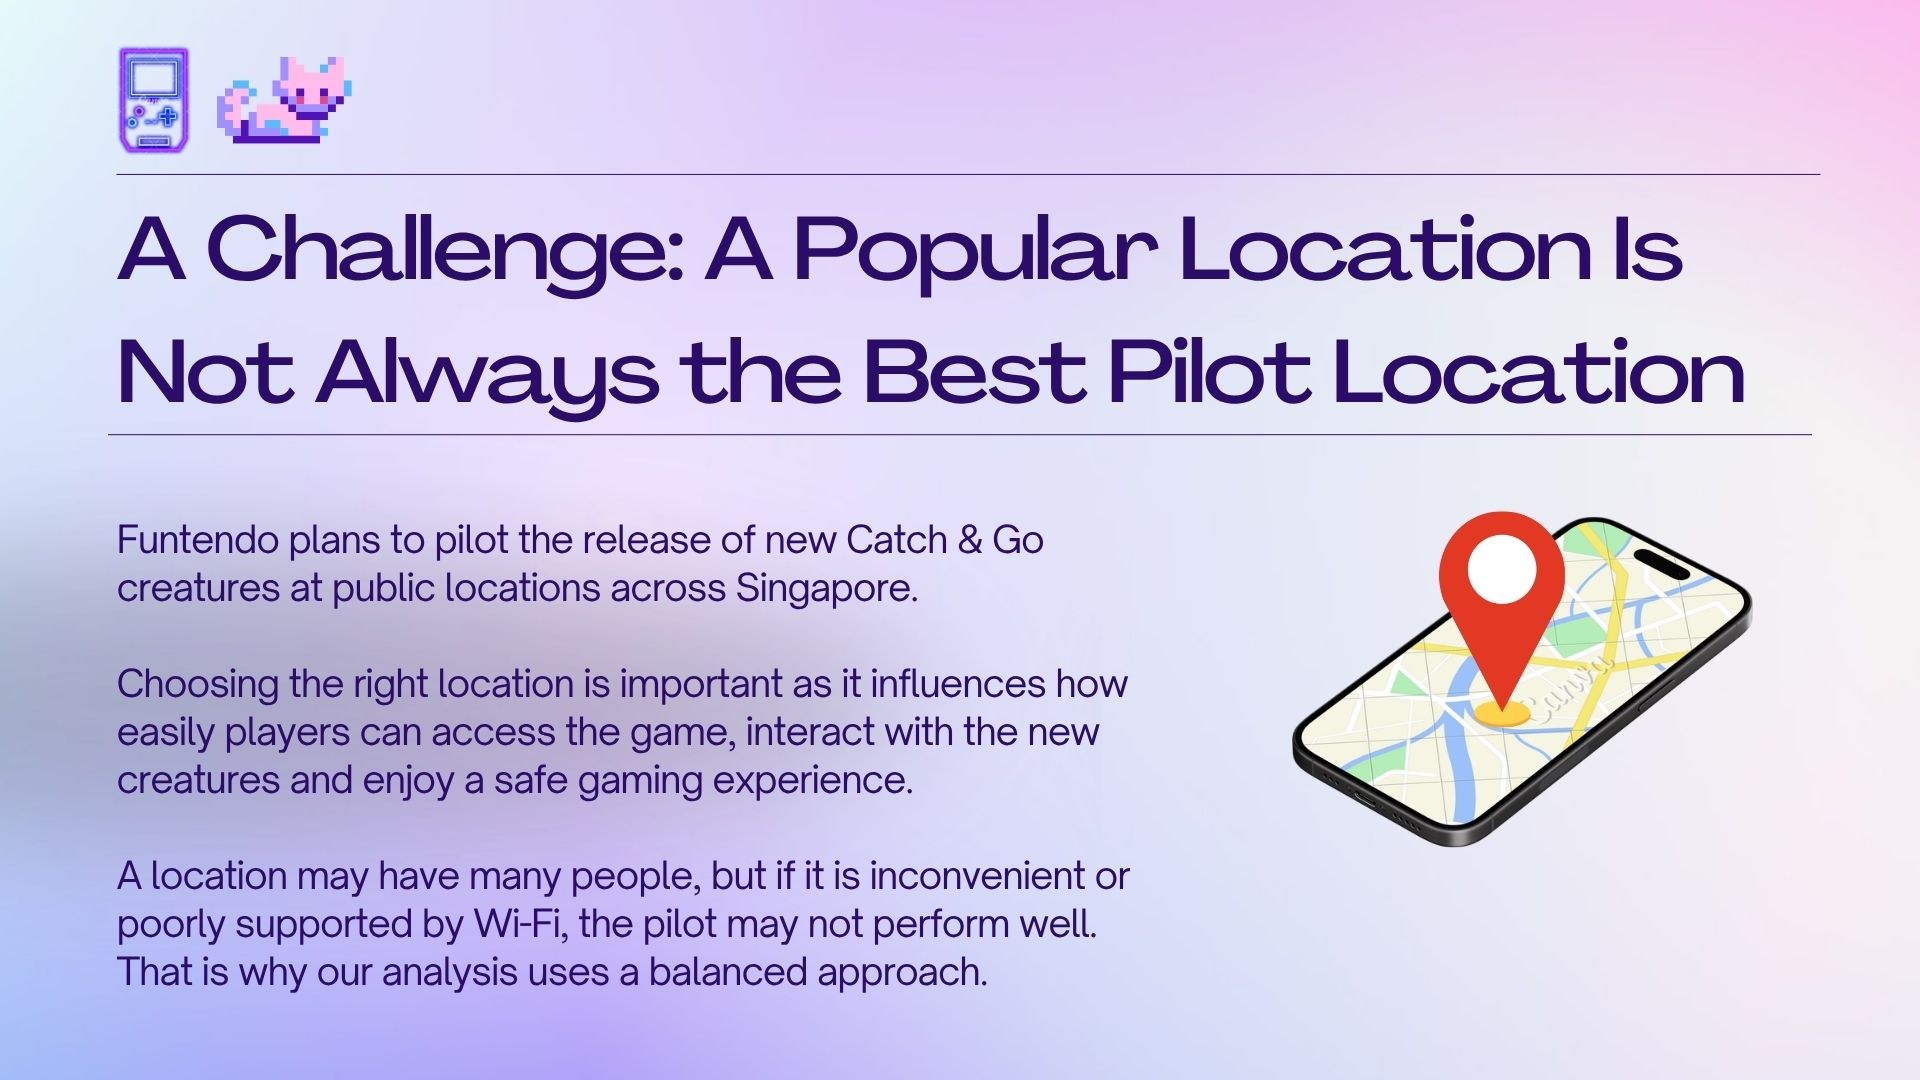 A Challenge: A Popular Location Is
Not Always the Best Pilot Location
Funtendo plans to pilot the release of new Catch & Go
creatures at public locations across Singapore.
Choosing the right location is important as it influences how
easily players can access the game, interact with the new
creatures and enjoy a safe gaming experience.
A location may have many people, but if it is inconvenient or
poorly supported by Wi-Fi, the pilot may not perform well.
That is why our analysis uses a balanced approach.
Canva